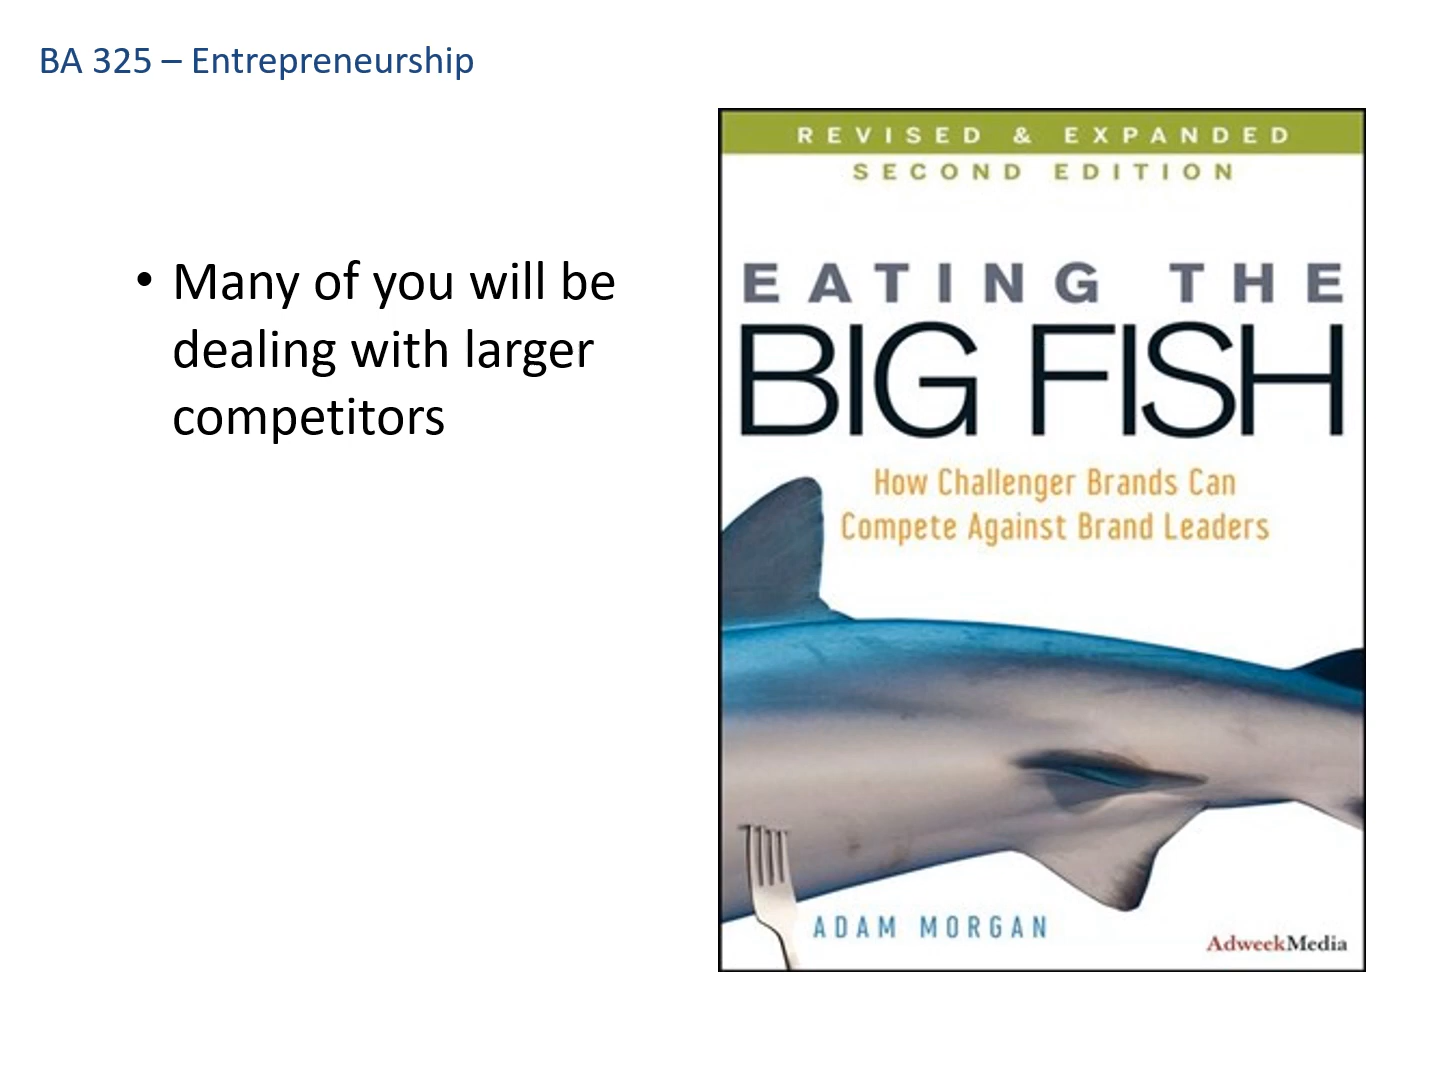 BA 325 – Entrepreneurship
• Many of you will be
dealing with larger
competitors
REVISED & EXPANDED
SECOND EDITION
EATING THE
BIG FISH
How Challenger Brands Can
Compete Against Brand Leaders
ADAM MORGAN
AdweekMedia